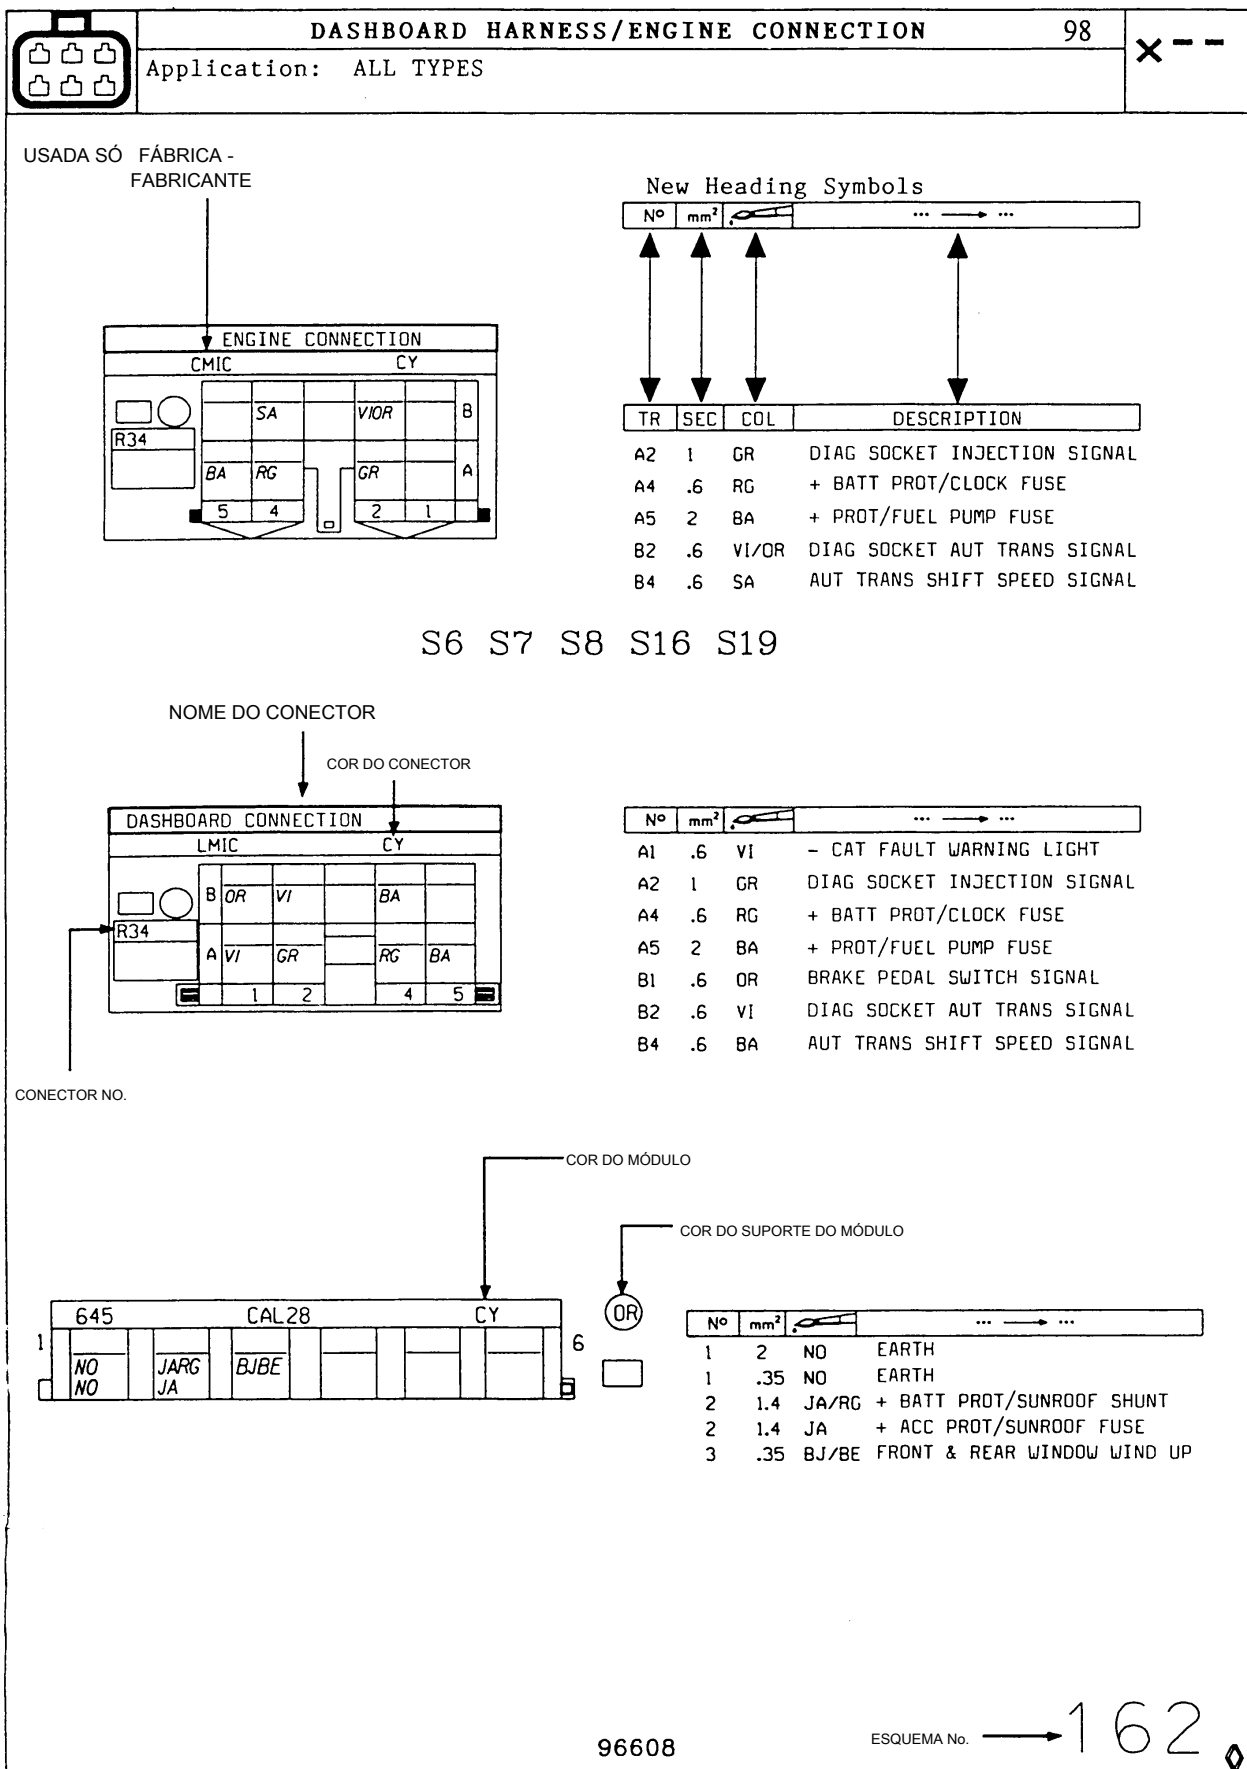 DASHBOARD HARNESS/ENGINE CONNECTION 98
Application: ALL TYPES
USADA SÓ FÁBRICA -
FABRICANTE
New Heading Symbols
Nº mm² ... ...
ENGINE CONNECTION
CMIC CY
SA VIOR B
R34
BA RG GR A
5 4 2 1
TR SEC COL DESCRIPTION
A2 1 GR DIAG SOCKET INJECTION SIGNAL
A4 .6 RG + BATT PROT/CLOCK FUSE
A5 2 BA + PROT/FUEL PUMP FUSE
B2 .6 VI/OR DIAG SOCKET AUT TRANS SIGNAL
B4 .6 SA AUT TRANS SHIFT SPEED SIGNAL
S6 S7 S8 S16 S19
NOME DO CONECTOR
COR DO CONECTOR
DASHBOARD CONNECTION
LMIC CY
B OR VI BA
R34
A VI GR RG BA
1 2 4 5
CONECTOR NO.
Nº mm² ... ...
A1 .6 VI - CAT FAULT WARNING LIGHT
A2 1 GR DIAG SOCKET INJECTION SIGNAL
A4 .6 RG + BATT PROT/CLOCK FUSE
A5 2 BA + PROT/FUEL PUMP FUSE
B1 .6 OR BRAKE PEDAL SWITCH SIGNAL
B2 .6 VI DIAG SOCKET AUT TRANS SIGNAL
B4 .6 BA AUT TRANS SHIFT SPEED SIGNAL
COR DO MÓDULO
COR DO SUPORTE DO MÓDULO
645 CAL28 CY OR
1 6
NO JARG BJBE
NO JA
Nº mm² ... ...
1 2 NO EARTH
1 .35 NO EARTH
2 1.4 JA/RG + BATT PROT/SUNROOF SHUNT
2 1.4 JA + ACC PROT/SUNROOF FUSE
3 .35 BJ/BE FRONT & REAR WINDOW WIND UP
96608
ESQUEMA No. 162